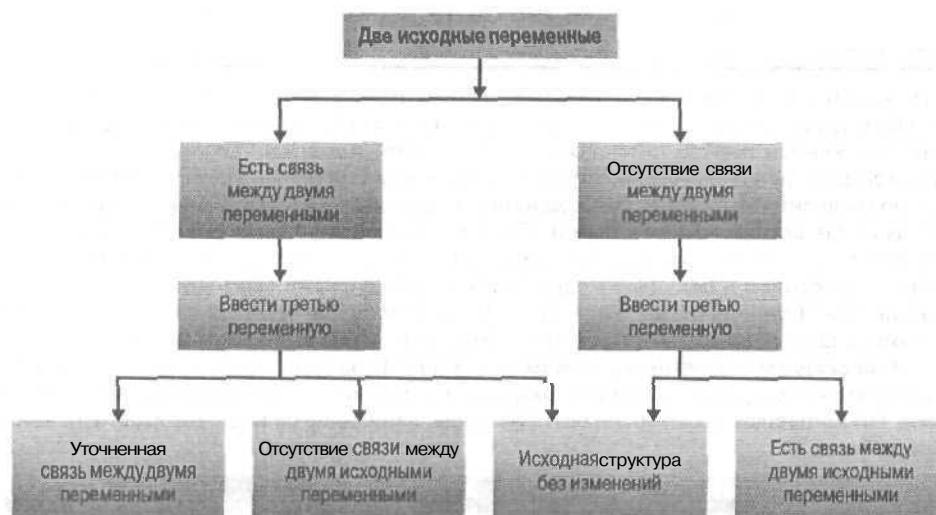 Две исходные переменные
Есть связь
между двумя
переменными
Отсутствие связи
между двумя
переменными
Ввести третью
переменную
Ввести третью
переменную
Уточненная
связь между двумя
переменными
Отсутствие связи между
двумя исходными
переменными
Исходная структура
без изменений
Есть связь между
двумя исходными
переменными